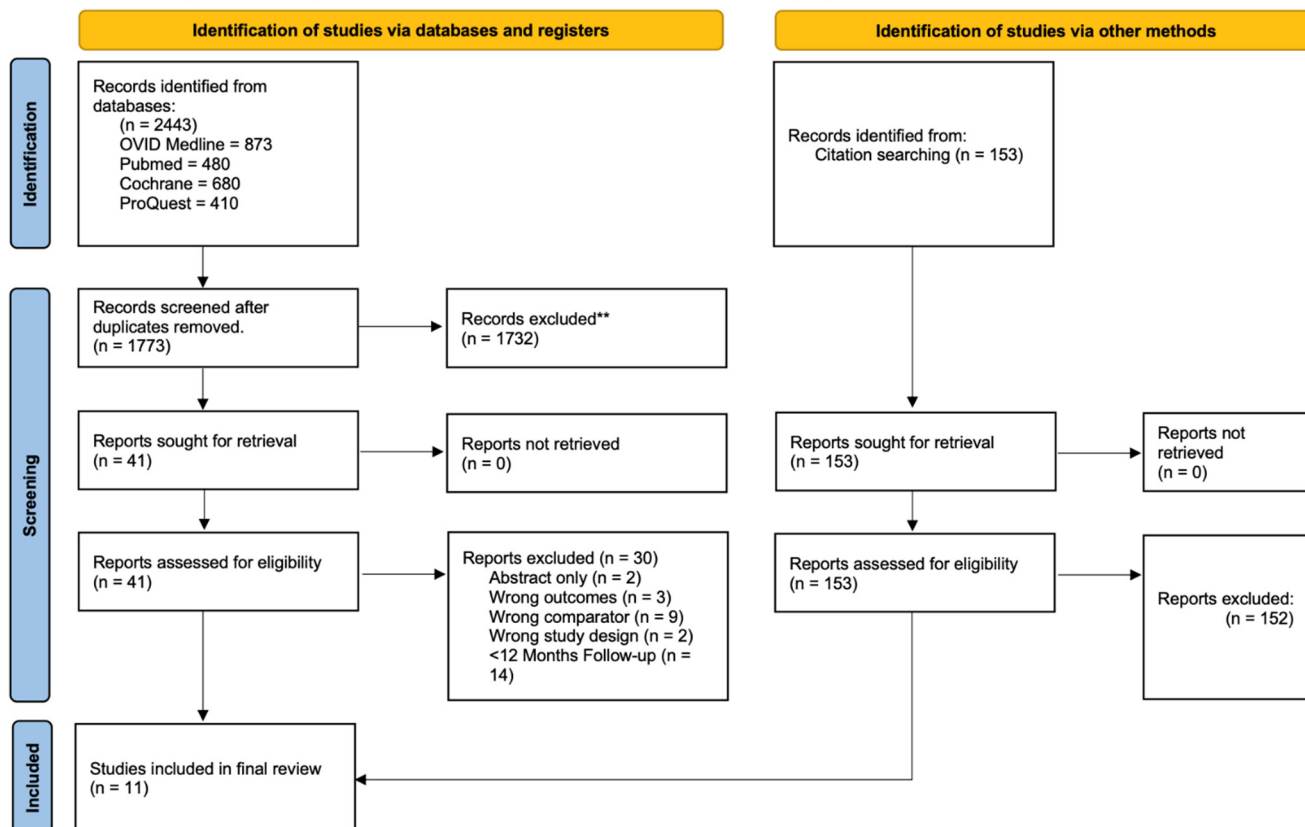 Identification of studies via databases and registers
Identification of studies via other methods
Identification
Records identified from
databases:
(n = 2443)
OVID Medline = 873
Pubmed = 480
Cochrane = 680
ProQuest = 410
Records identified from:
Citation searching (n = 153)
Screening
Records screened after
duplicates removed.
(n = 1773)
Records excluded**
(n = 1732)
Reports sought for retrieval
(n = 41)
Reports not retrieved
(n = 0)
Reports sought for retrieval
(n = 153)
Reports not
retrieved
(n = 0)
Reports assessed for eligibility
(n = 41)
Reports excluded (n = 30)
Abstract only (n = 2)
Wrong outcomes (n = 3)
Wrong comparator (n = 9)
Wrong study design (n = 2)
<12 Months Follow-up (n =
14)
Reports assessed for eligibility
(n = 153)
Reports excluded:
(n = 152)
Included
Studies included in final review
(n = 11)